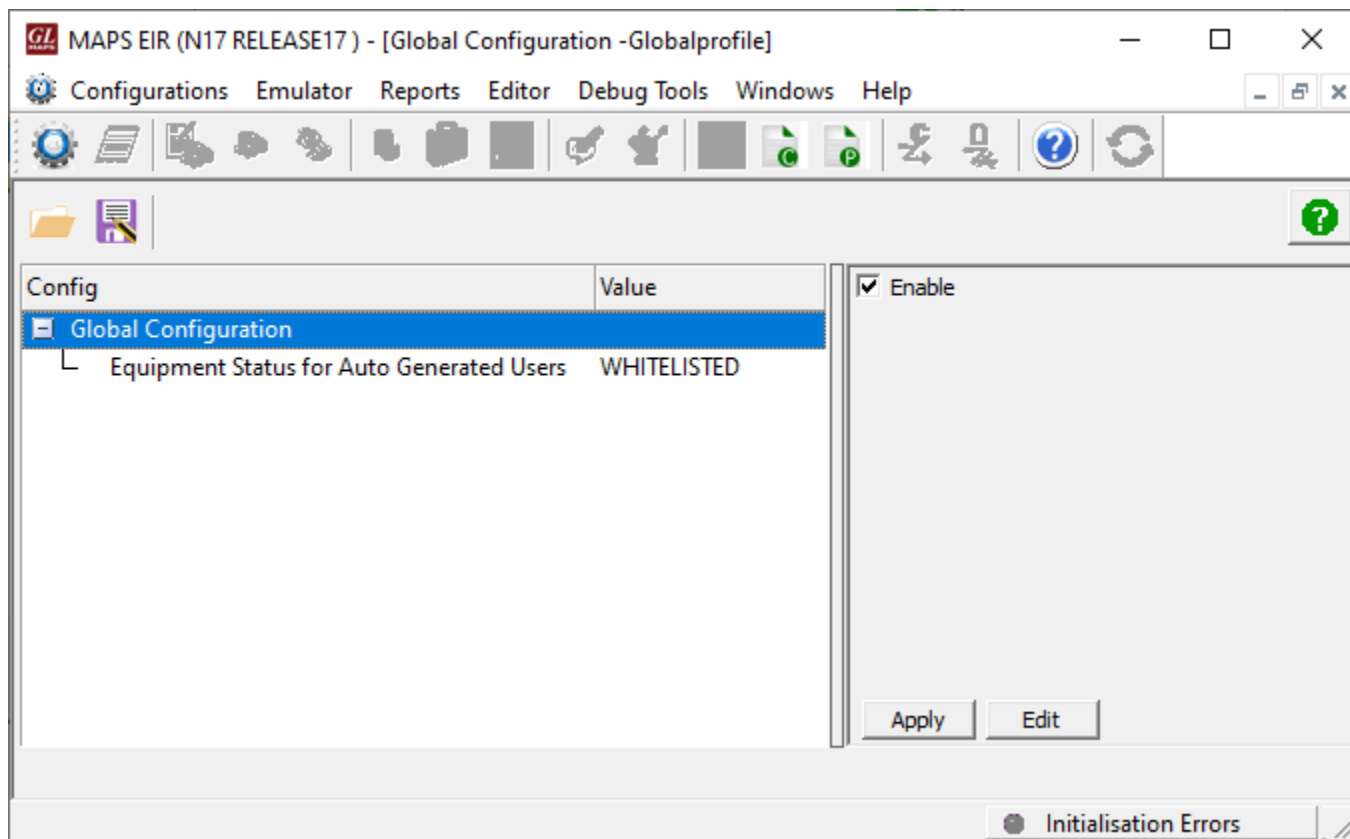 GL MAPS MAPS EIR (N17 RELEASE17 ) - [Global Configuration -Globalprofile]
Configurations Emulator Reports Editor Debug Tools Windows Help
C P C D ?
?
Config Value Enable
Global Configuration
Equipment Status for Auto Generated Users WHITELISTED
Apply Edit
Initialisation Errors